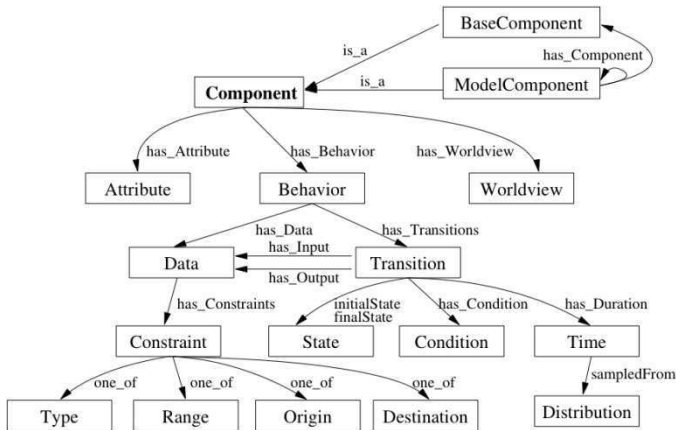 BaseComponent
is_a
has_Component
Component
is_a
ModelComponent
has_Attribute
has_Behavior
has_Worldview
Attribute
Behavior
Worldview
has_Data
has_Transitions
has_Input
Data
Transition
has_Output
has_Constraints
initialState
finalState
has_Condition
has_Duration
Constraint
State
Condition
Time
one_of
one_of
one_of
one_of
sampledFrom
Type
Range
Origin
Destination
Distribution